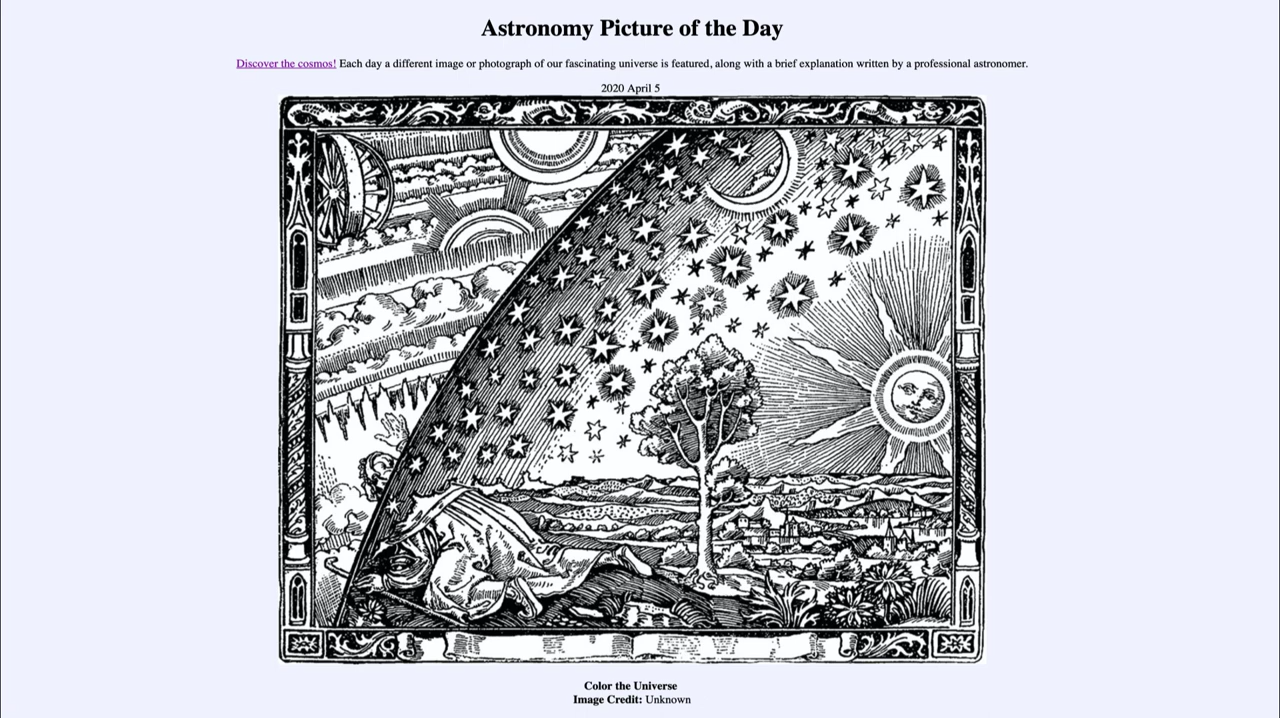 Astronomy Picture of the Day
Discover the cosmos! Each day a different image or photograph of our fascinating universe is featured, along with a brief explanation written by a professional astronomer.
2020 April 5
Color the Universe
Image Credit: Unknown